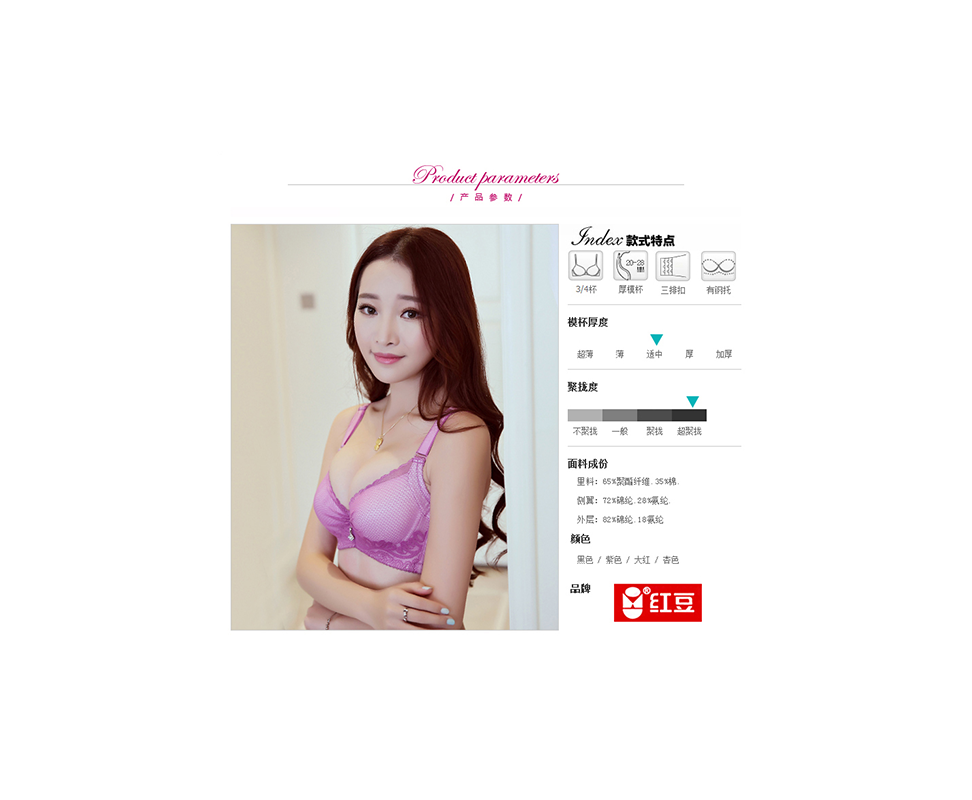 Product parameters
/ 产 品 参 数 /
Index 款式特点
20-28
3/4杯 厚模杯 三排扣 有钢托
模杯厚度
超薄 薄 适中 厚 加厚
聚拢度
不聚拢 一般 聚拢 超聚拢
面料成份
里料: 65%聚酯纤维.35%棉.
侧翼: 72%锦纶.28%氨纶.
外层: 82%锦纶.18氨纶
颜色
黑色 / 紫色 / 大红 / 杏色
品牌
®红豆